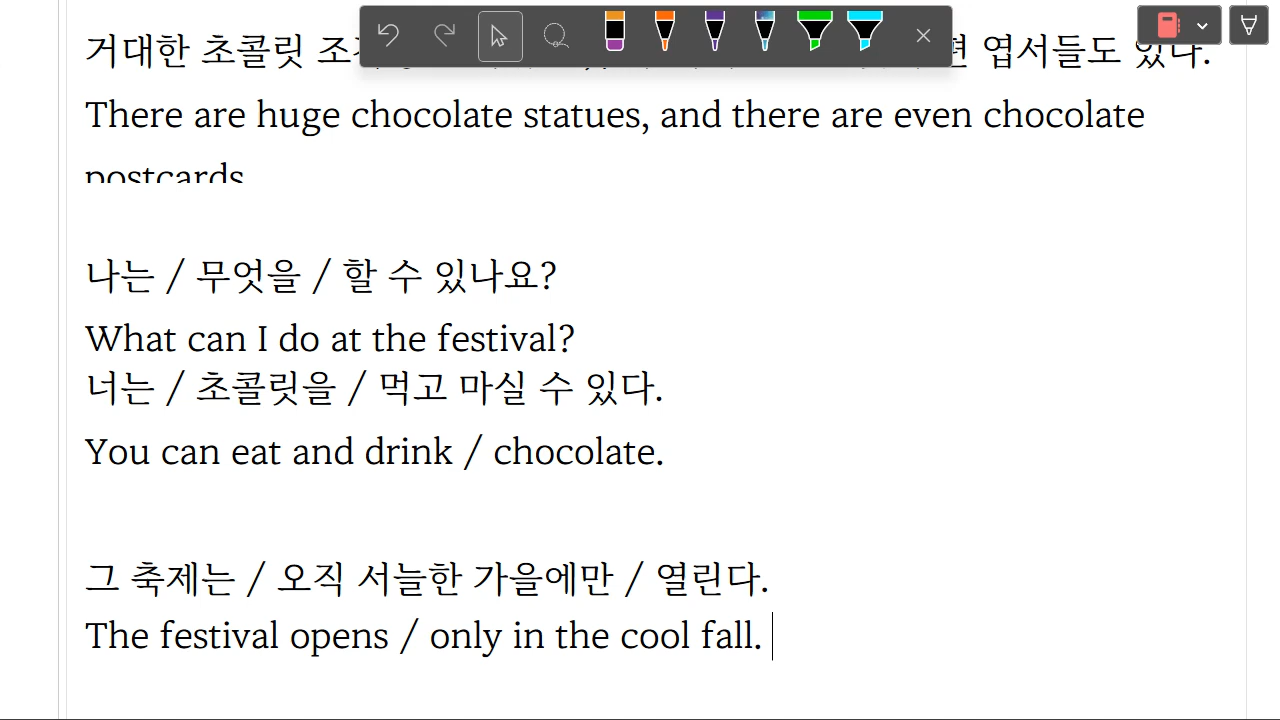 거대한 초콜릿 엽서들도 있다.
There are huge chocolate statues, and there are even chocolate
postcards
나는 / 무엇을 / 할 수 있나요?
What can I do at the festival?
너는 / 초콜릿을 / 먹고 마실 수 있다.
You can eat and drink / chocolate.
그 축제는 / 오직 서늘한 가을에만 / 열린다.
The festival opens / only in the cool fall.